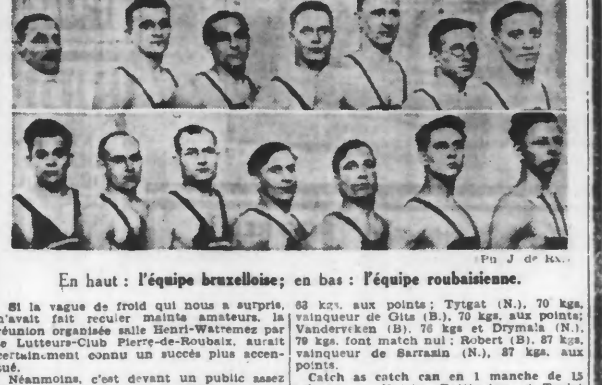 Ph J de Rx.
En haut : l'équipe bruxelloise; en bas : l'équipe roubaisienne.
Si la vague de froid qui nous a surpris,
n'avait fait reculer maints amateurs, la
réunion organisée salle Henri-Watremez par
le Lutteurs-Club Pierre-de-Roubaix, aurait
certainement connu un succès plus accen-
sué.
Néanmoins, c'est devant un public assez
63 kgs, aux points; Tytgat (N.), 70 kgs,
vainqueur de Gits (B.), 70 kgs, aux points;
Vanderveken (B). 76 kgs et Drymala (N.),
79 kgs. font match nul; Robert (B). 87 kgs,
vainqueur de Sarrazin (N.), 87 kgs, aux
points.
Catch as catch can en 1 manche de 15